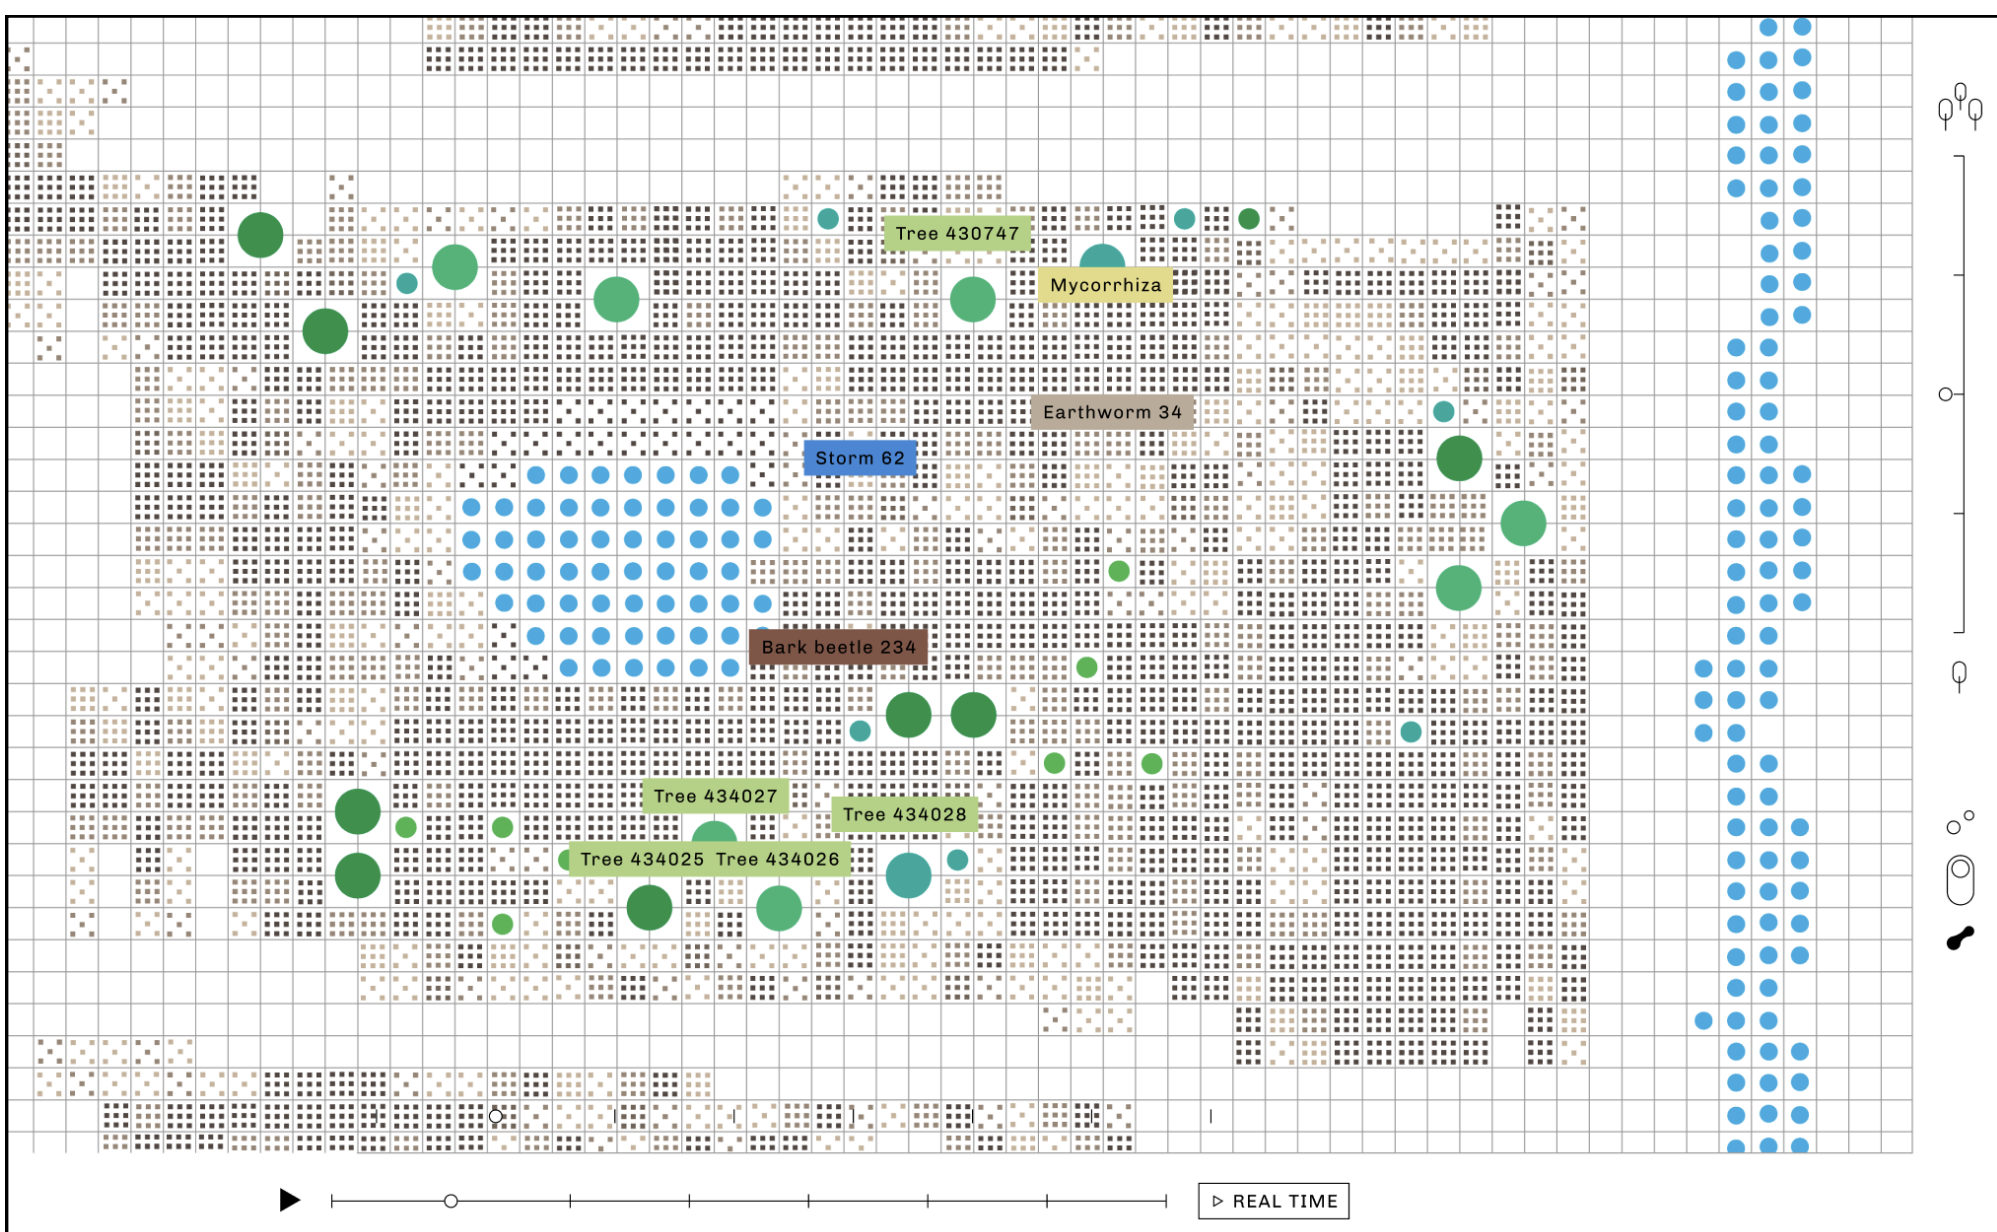 Tree 430747
Mycorrhiza
Earthworm 34
Storm 62
Bark beetle 234
Tree 434027
Tree 434028
Tree 434025 Tree 434026
REAL TIME